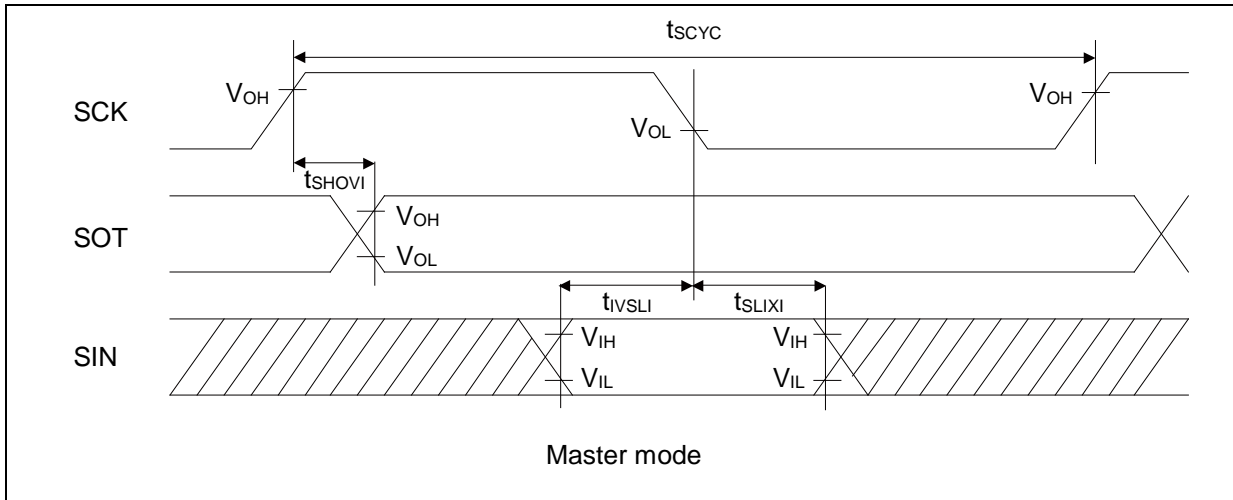 tSCYC
SCK
VOH
VOL
VOH
tSHOVI
SOT
VOH
VOL
tIVSLI
tSLIXI
SIN
VIH
VIH
VIL
VIL
Master mode